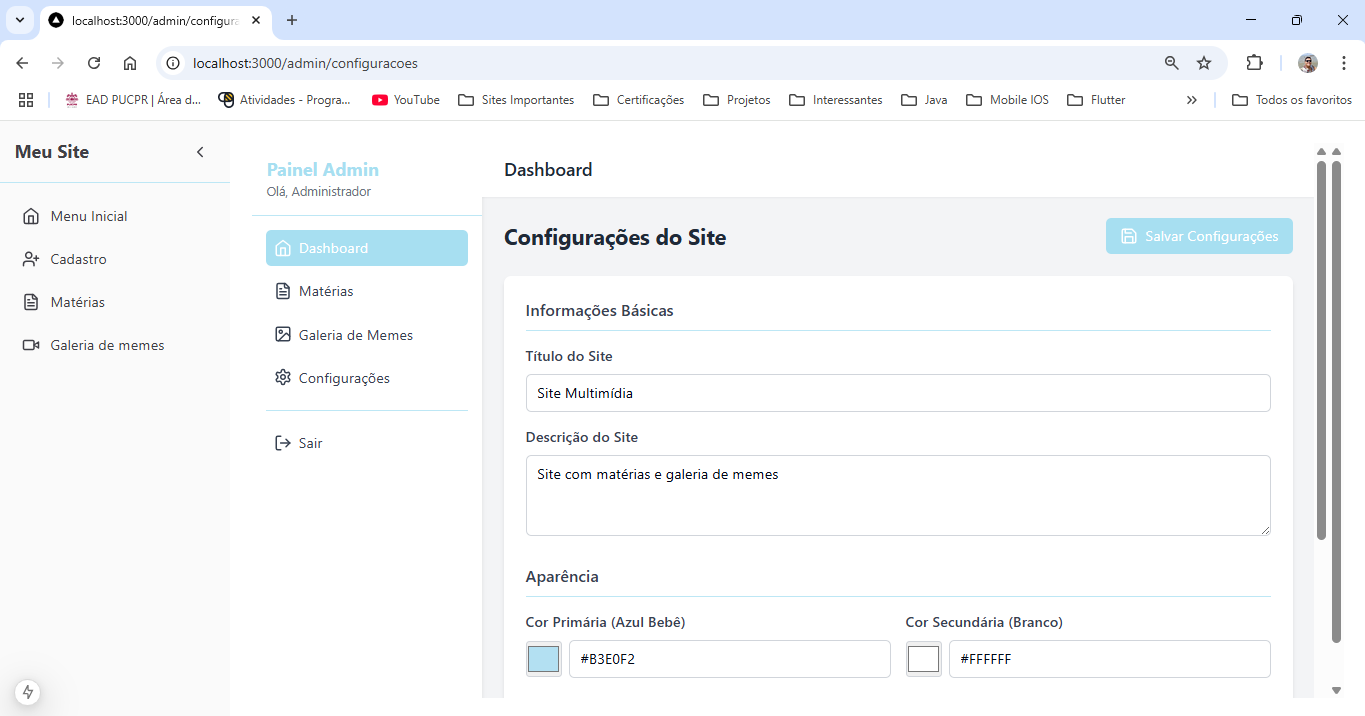 localhost:3000/admin/configura
localhost:3000/admin/configuracoes
EAD PUCPR | Área d...
Atividades - Progra...
YouTube
Sites Importantes
Certificações
Projetos
Interessantes
Java
Mobile IOS
Flutter
Todos os favoritos
Meu Site
Menu Inicial
Cadastro
Matérias
Galeria de memes
Painel Admin
Olá, Administrador
Dashboard
Matérias
Galeria de Memes
Configurações
Sair
Dashboard
Configurações do Site
Salvar Configurações
Informações Básicas
Título do Site
Site Multimídia
Descrição do Site
Site com matérias e galeria de memes
Aparência
Cor Primária (Azul Bebê)
#B3E0F2
Cor Secundária (Branco)
#FFFFFF